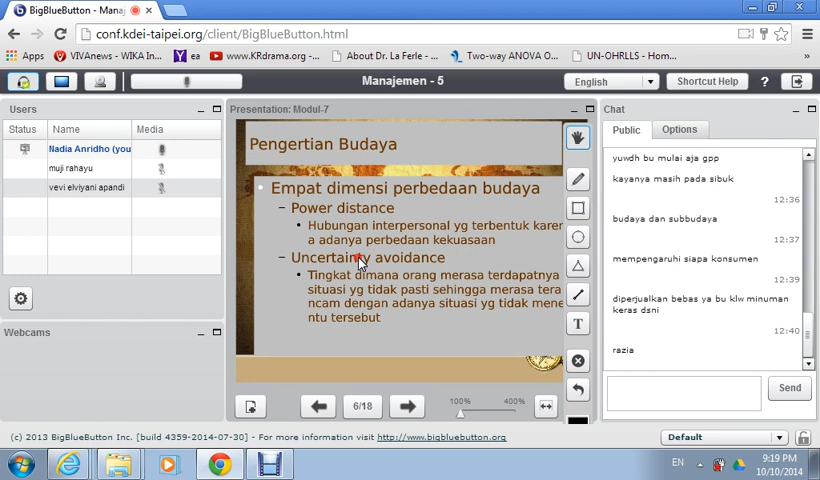 BigBlueButton - Mana
conf.kdei-taipei.org/client/BigBlueButton.html
Apps
VIVAnews - WIKA In...
ea
www.KRdrama.org -...
About Dr. La Ferle -...
Two-way ANOVA O...
UN-OHRLLS - Hom...
Manajemen - 5
English
Shortcut Help
?
Users
Status
Name
Media
Nadia Anridho (you
muji rahayu
vevi elviyani apandi
Webcams
Presentation: Modul-7
Pengertian Budaya
• Empat dimensi perbedaan budaya
– Power distance
• Hubungan interpersonal yg terbentuk karen
a adanya perbedaan kekuasaan
– Uncertainty avoidance
• Tingkat dimana orang merasa terdapatnya
situasi yg tidak pasti sehingga merasa tera
ncam dengan adanya situasi yg tidak mene
ntu tersebut
T
6/18
100%
400%
Chat
Public
Options
yuwdh bu mulai aja gpp
kayanya masih pada sibuk
12:36
budaya dan subbudaya
12:37
mempengaruhi siapa konsumen
12:39
diperjualkan bebas ya bu klw minuman
keras dsni
12:40
razia
Send
(c) 2013 BigBlueButton Inc. [build 4359-2014-07-30] - For more information visit http://www.bigbluebutton.org
Default
EN
9:19 PM
10/10/2014